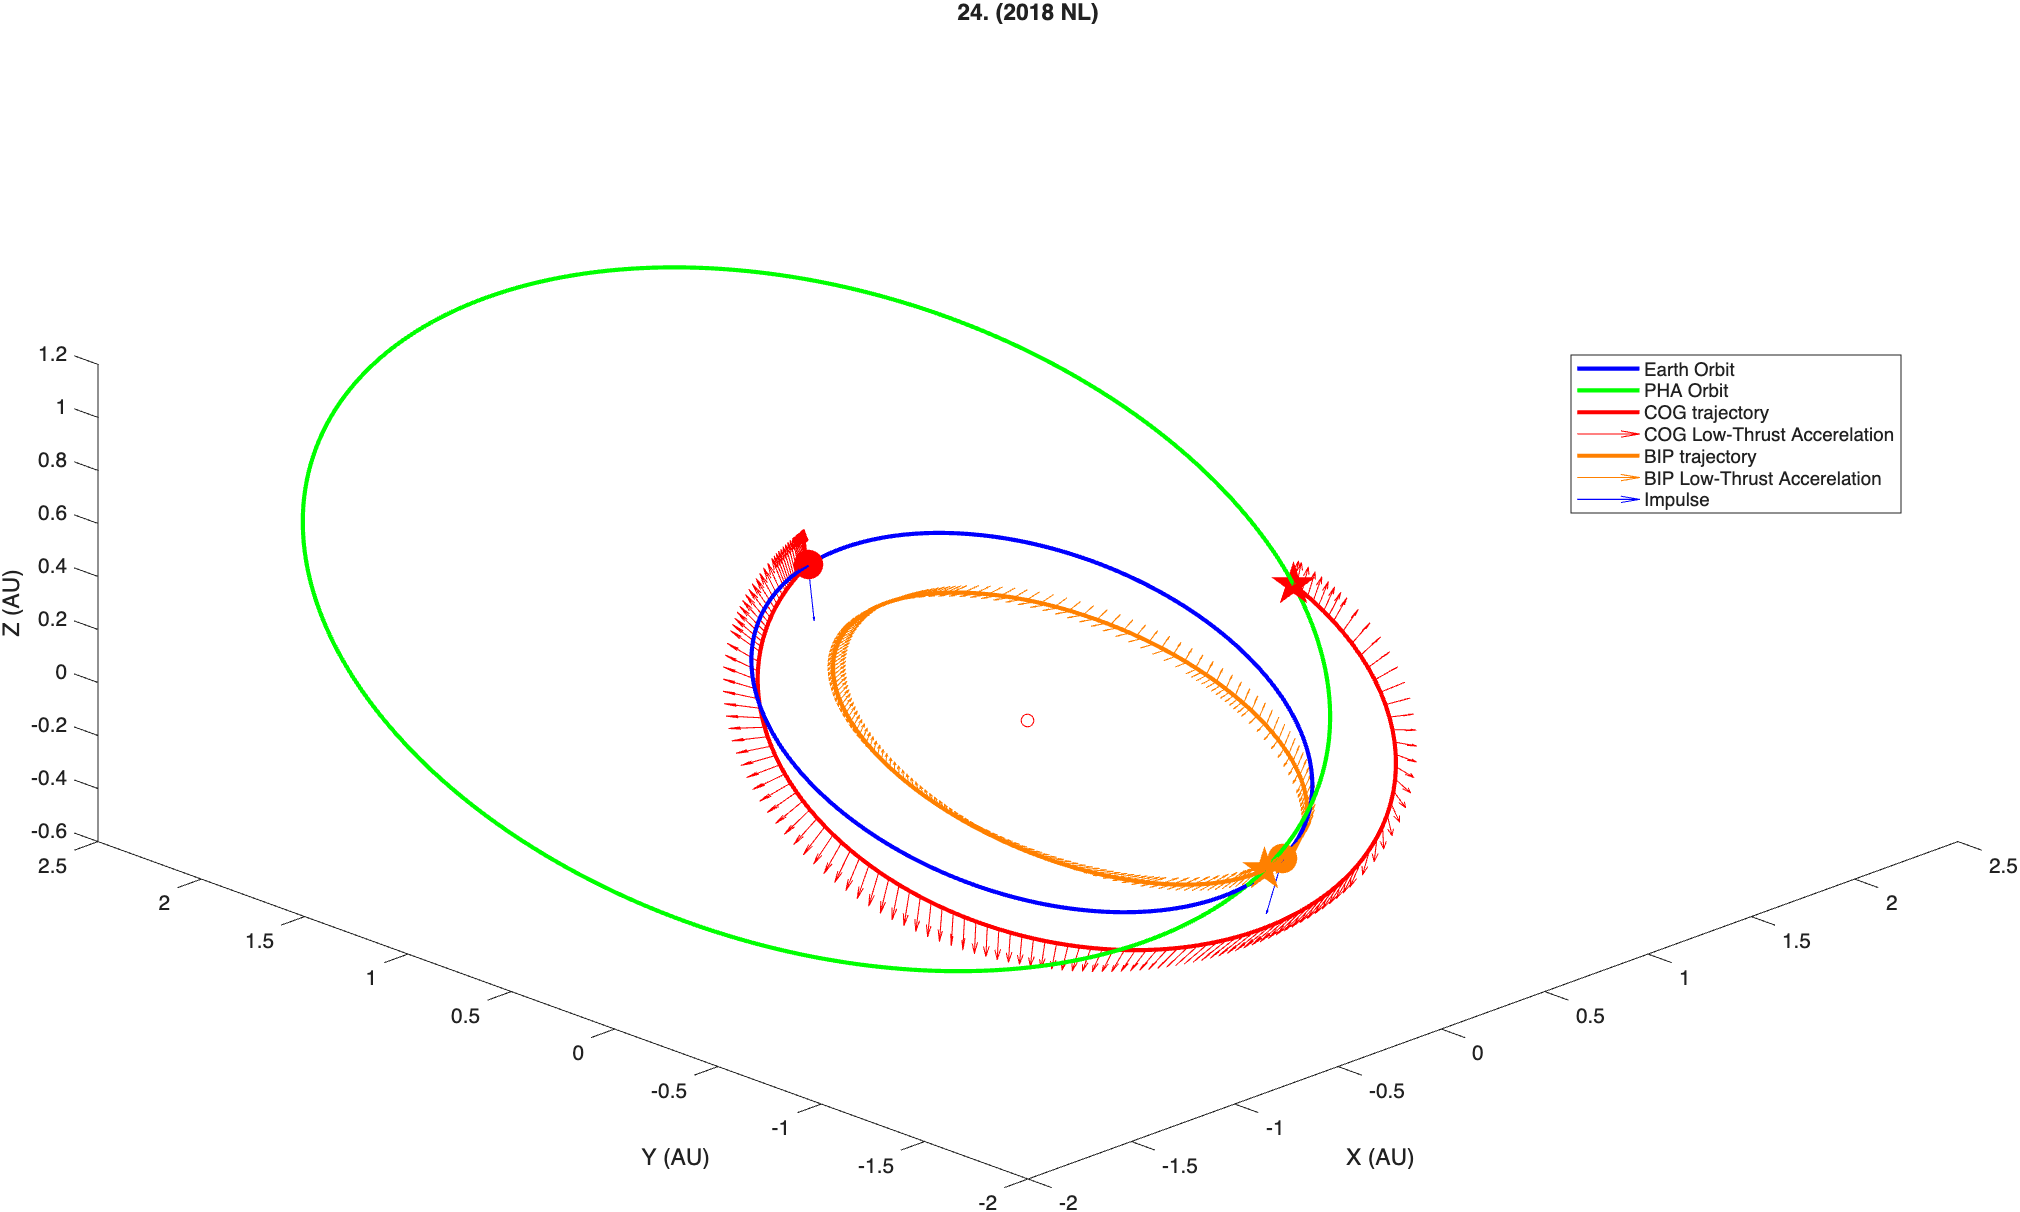 24. (2018 NL)
Earth Orbit
PHA Orbit
COG trajectory
COG Low-Thrust Accerelation
BIP trajectory
BIP Low-Thrust Accerelation
Impulse
1.2
1
0.8
0.6
0.4
0.2
0
-0.2
-0.4
-0.6
Z (AU)
2.5
2
1.5
1
0.5
0
-0.5
-1
-1.5
-2
Y (AU)
-2
-1.5
-1
-0.5
0
0.5
1
1.5
2
2.5
X (AU)